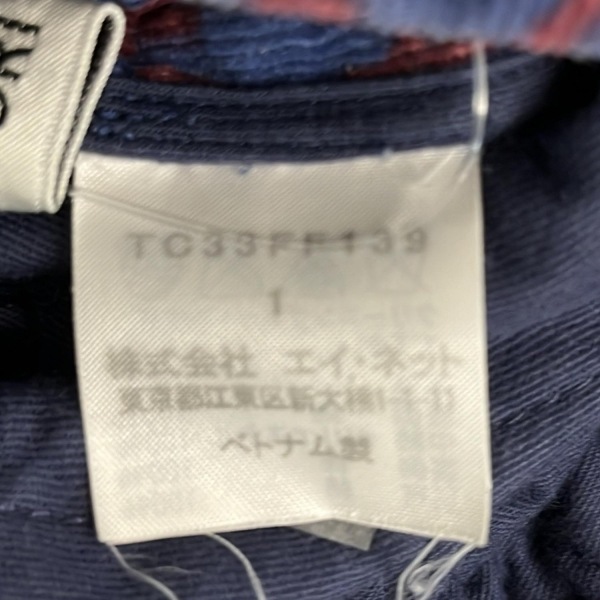 TC33FF139
1
株式会社 エイ・ネット
東京都江東区新大橋1-1-11
ベトナム製